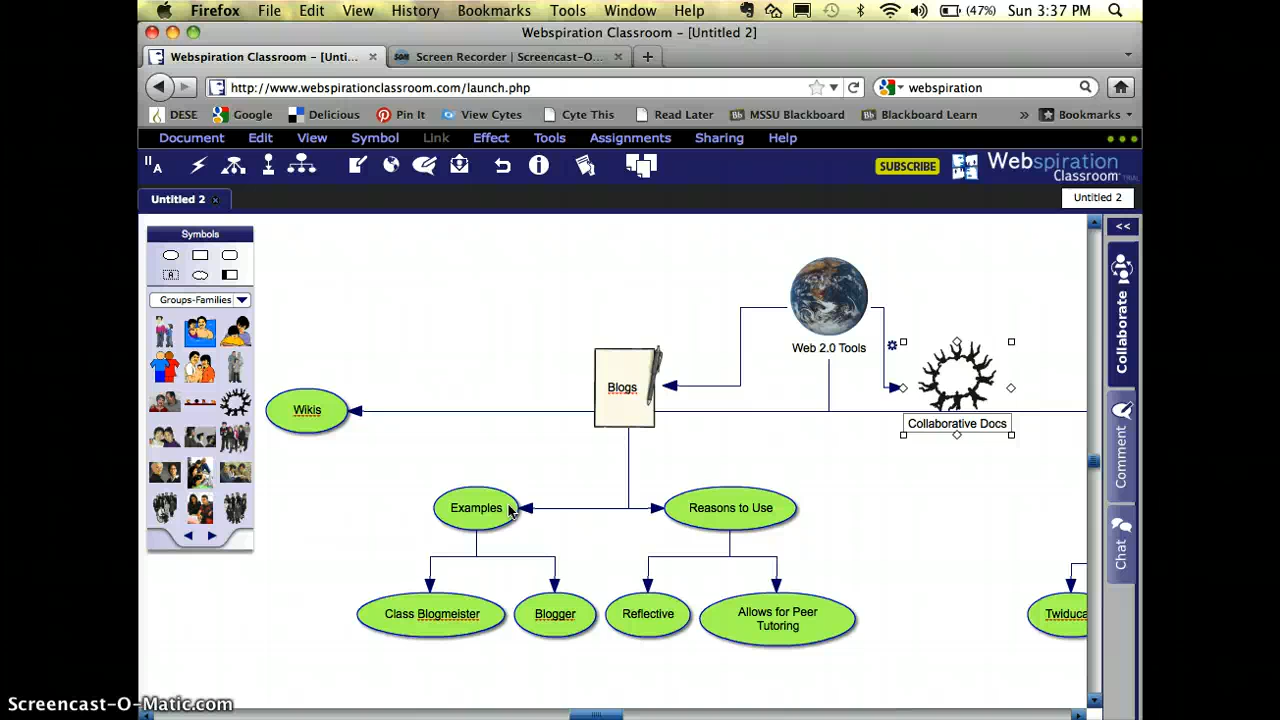 Firefox File Edit View History Bookmarks Tools Window Help (47%) Sun 3:37 PM
Webspiration Classroom – [Untitled 2]
Webspiration Classroom – [Unti... Screen Recorder | Screencast-O...
http://www.webspirationclassroom.com/launch.php webspiration
DESE Google Delicious Pin It View Cytes Cyte This Read Later MSSU Blackboard Blackboard Learn » Bookmarks
Document Edit View Symbol Link Effect Tools Assignments Sharing Help
SUBSCRIBE Webspiration
Classroom TRIAL
Untitled 2 Untitled 2
Symbols
A
Groups-Families
<<
Collaborate
Comment
Chat
Web 2.0 Tools
Blogs
Wikis
Collaborative Docs
Examples Reasons to Use
Class Blogmeister Blogger Reflective Allows for Peer
Tutoring
Twiduca
Screencast-O-Matic.com